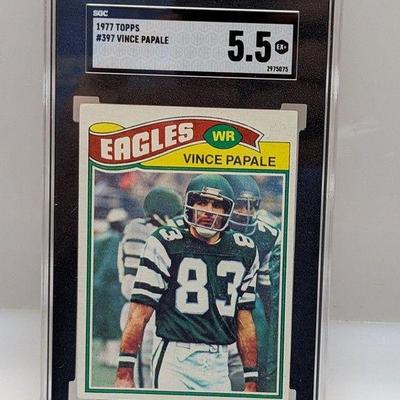 SGC
1977 TOPPS
#397 VINCE PAPALE
5.5 EX+
2975075
EAGLES WR
VINCE PAPALE
83